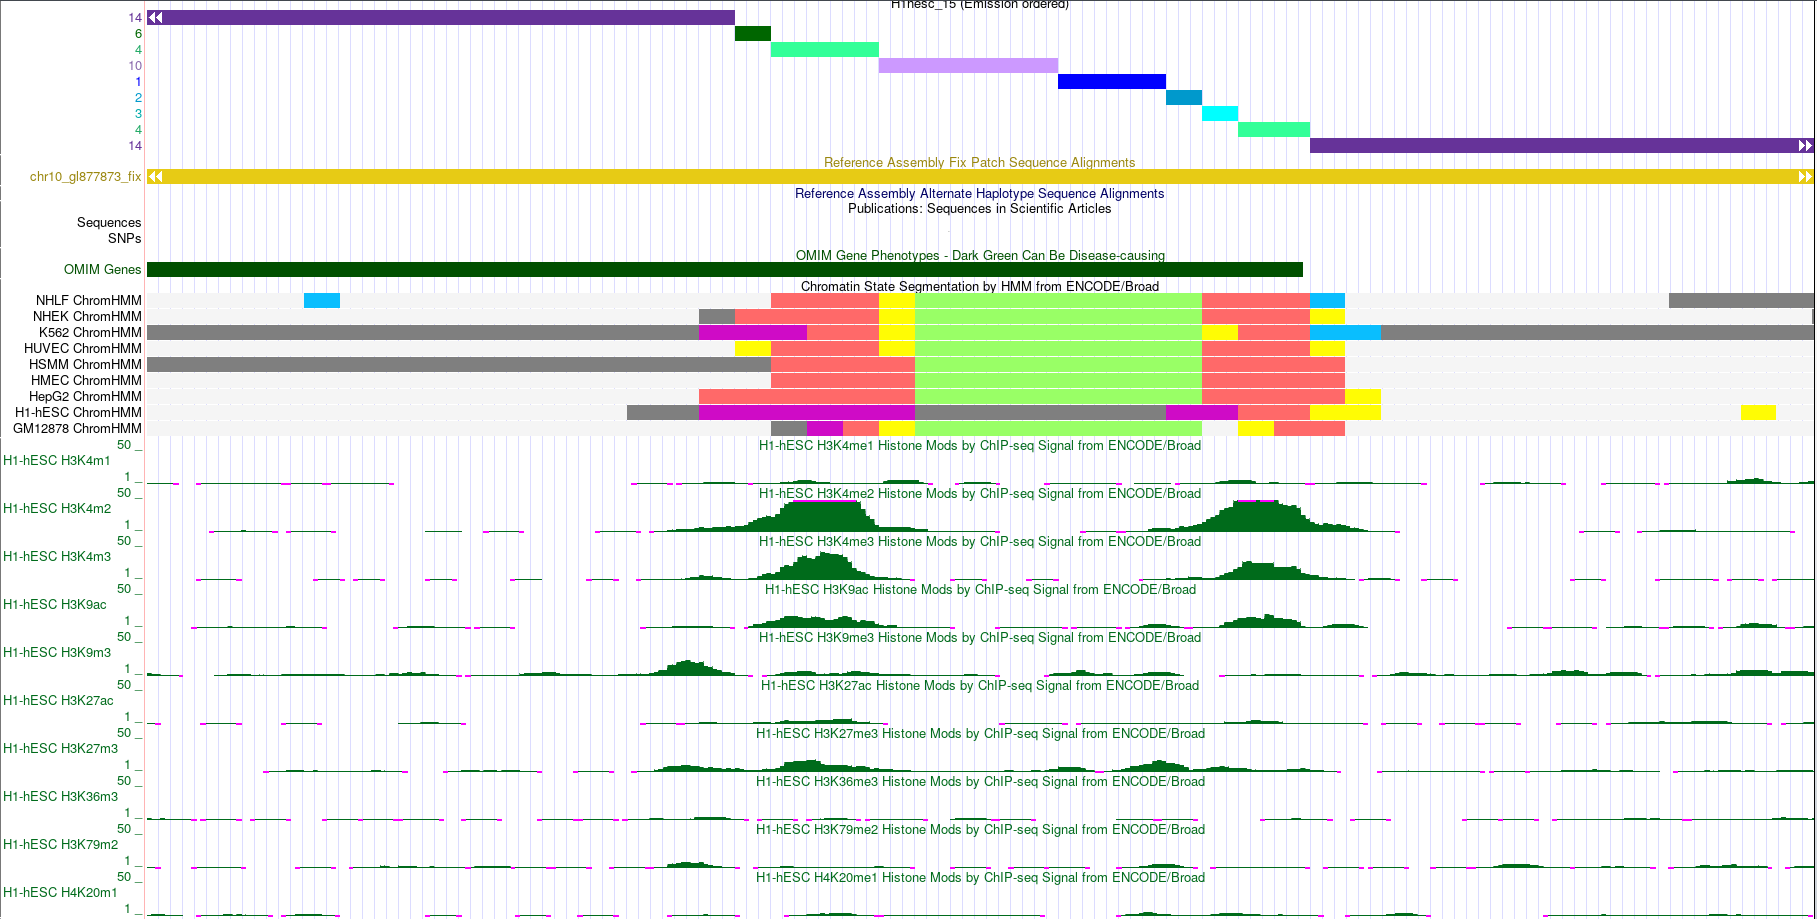 H1hesc_15 (Emission ordered)
14
6
4
10
1
2
3
4
14
Reference Assembly Fix Patch Sequence Alignments
chr10_gl877873_fix
Reference Assembly Alternate Haplotype Sequence Alignments
Publications: Sequences in Scientific Articles
Sequences
SNPs
OMIM Gene Phenotypes - Dark Green Can Be Disease-causing
OMIM Genes
Chromatin State Segmentation by HMM from ENCODE/Broad
NHLF ChromHMM
NHEK ChromHMM
K562 ChromHMM
HUVEC ChromHMM
HSMM ChromHMM
HMEC ChromHMM
HepG2 ChromHMM
H1-hESC ChromHMM
GM12878 ChromHMM
50 _ H1-hESC H3K4me1 Histone Mods by ChIP-seq Signal from ENCODE/Broad
H1-hESC H3K4m1
1 _
50 _ H1-hESC H3K4me2 Histone Mods by ChIP-seq Signal from ENCODE/Broad
H1-hESC H3K4m2
1 _
50 _ H1-hESC H3K4me3 Histone Mods by ChIP-seq Signal from ENCODE/Broad
H1-hESC H3K4m3
1 _
50 _ H1-hESC H3K9ac Histone Mods by ChIP-seq Signal from ENCODE/Broad
H1-hESC H3K9ac
1 _
50 _ H1-hESC H3K9me3 Histone Mods by ChIP-seq Signal from ENCODE/Broad
H1-hESC H3K9m3
1 _
50 _ H1-hESC H3K27ac Histone Mods by ChIP-seq Signal from ENCODE/Broad
H1-hESC H3K27ac
1 _
50 _ H1-hESC H3K27me3 Histone Mods by ChIP-seq Signal from ENCODE/Broad
H1-hESC H3K27m3
1 _
50 _ H1-hESC H3K36me3 Histone Mods by ChIP-seq Signal from ENCODE/Broad
H1-hESC H3K36m3
1 _
50 _ H1-hESC H3K79me2 Histone Mods by ChIP-seq Signal from ENCODE/Broad
H1-hESC H3K79m2
1 _
50 _ H1-hESC H4K20me1 Histone Mods by ChIP-seq Signal from ENCODE/Broad
H1-hESC H4K20m1
1 _